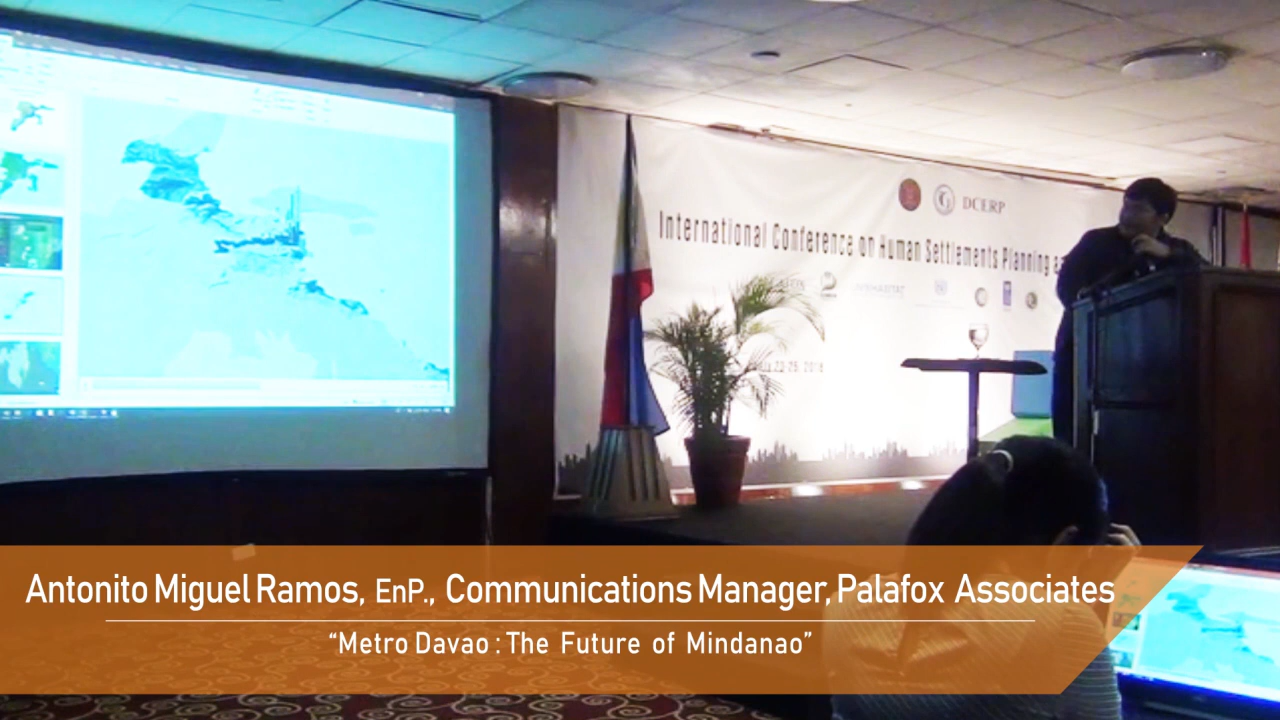 DCERP
International Conference on Human Settlements Planning a
Antonito Miguel Ramos, EnP., Communications Manager, Palafox Associates
“Metro Davao : The Future of Mindanao”